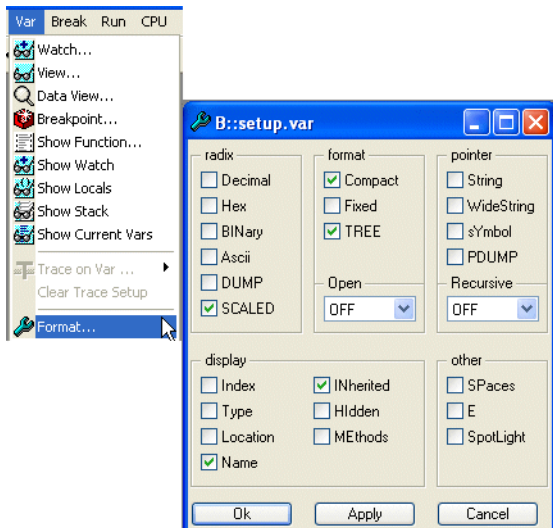 Var Break Run CPU
Watch...
View...
Data View...
Breakpoint...
Show Function...
Show Watch
Show Locals
Show Stack
Show Current Vars
Trace on Var ...
Clear Trace Setup
Format...
B::setup.var
radix
Decimal
Hex
BINary
Ascii
DUMP
SCALED
format
Compact
Fixed
TREE
Open
OFF
pointer
String
WideString
sYmbol
PDUMP
Recursive
OFF
display
Index
Type
Location
Name
INherited
HIdden
MEthods
other
SPaces
E
SpotLight
Ok Apply Cancel